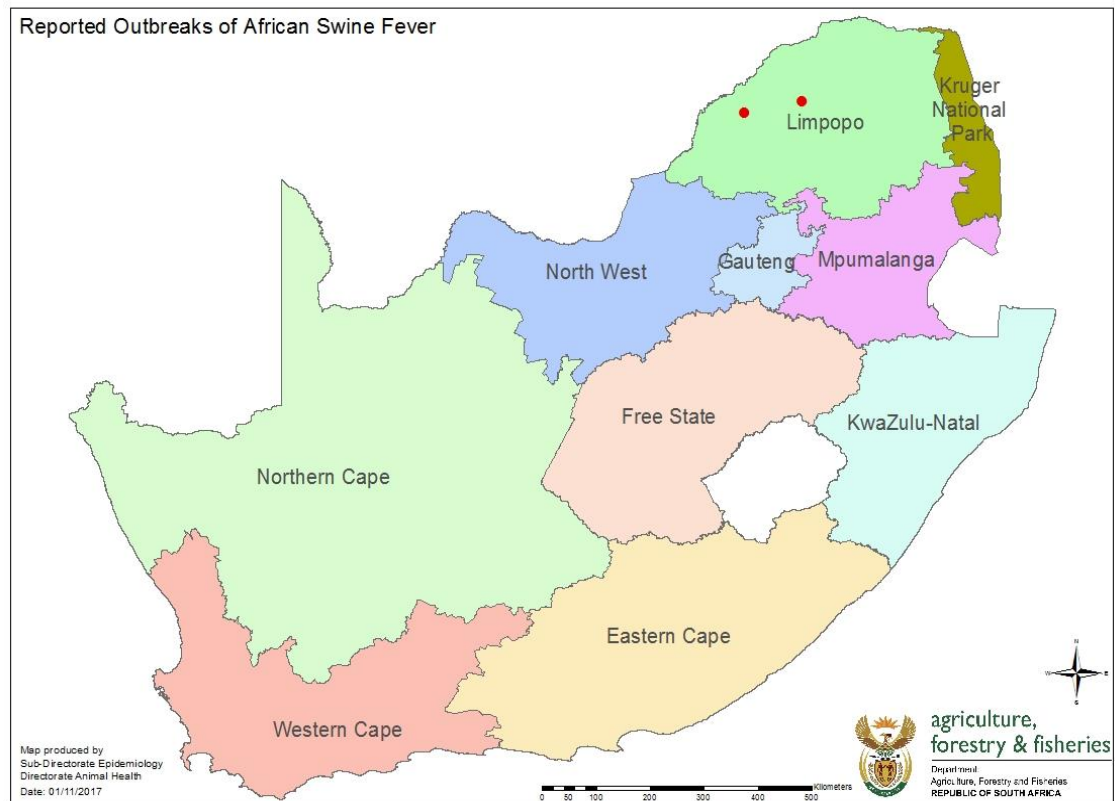 Reported Outbreaks of African Swine Fever
Kruger
National
Park
Limpopo
North West
Gauteng
Mpumalanga
Free State
KwaZulu-Natal
Northern Cape
Eastern Cape
Western Cape
N
W
E
S
Map produced by
Sub-Directorate Epidemiology
Directorate Animal Health
Date: 01/11/2017
Kilometers
0 50 100 200 300 400 500
agriculture,
forestry & fisheries
Department:
Agriculture, Forestry and Fisheries
REPUBLIC OF SOUTH AFRICA